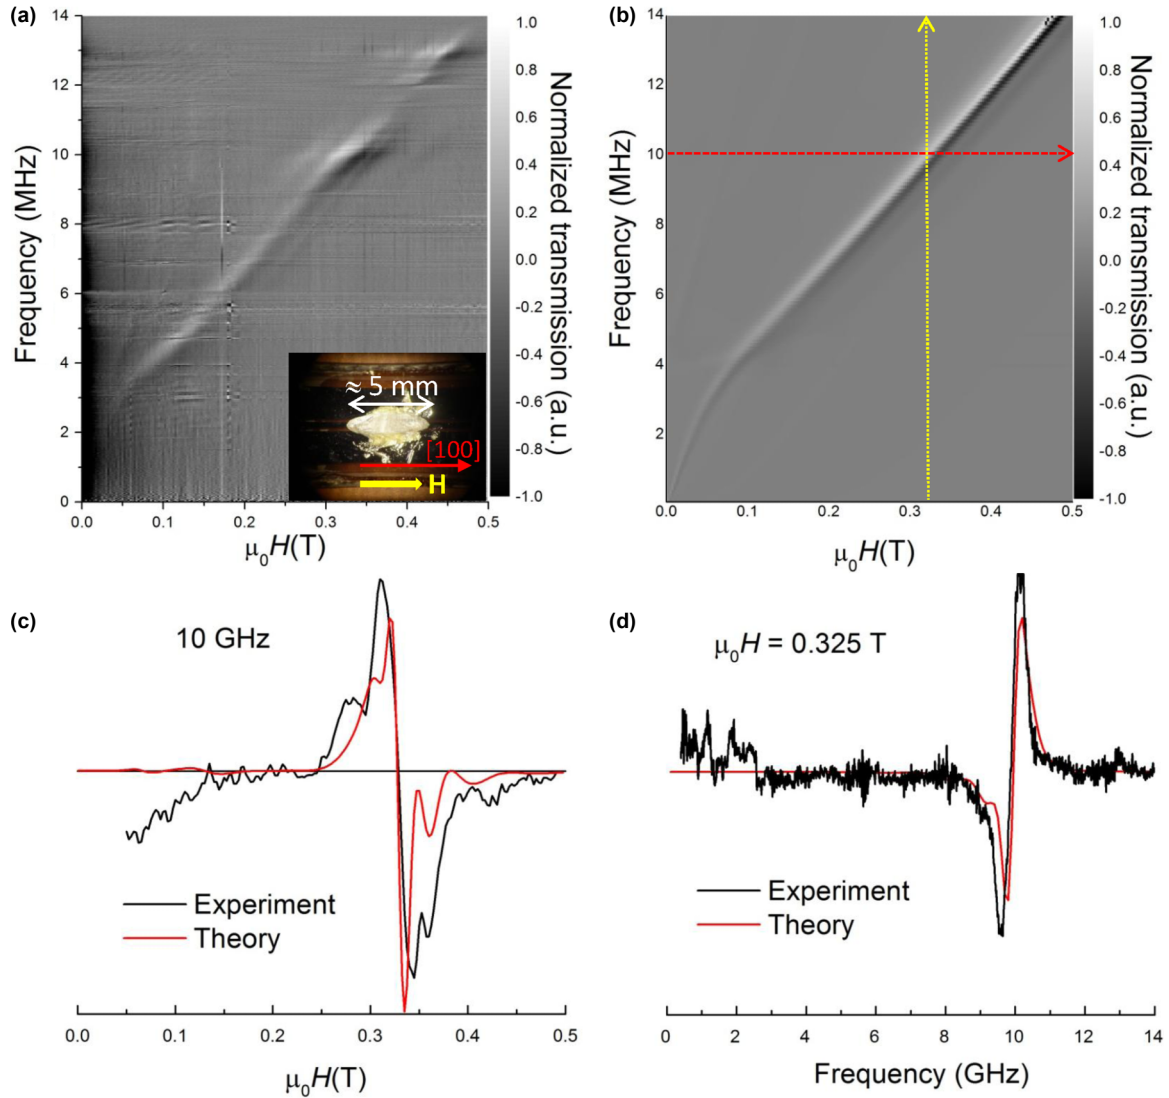 (a)
14
12
10
8
6
4
2
0
Frequency (MHz)
0.0 0.1 0.2 0.3 0.4 0.5
μ₀H(T)
1.0
0.8
0.6
0.4
0.2
0.0
-0.2
-0.4
-0.6
-0.8
-1.0
Normalized transmission (a.u.)
≈ 5 mm
[100]
H
(b)
14
12
10
8
6
4
2
Frequency (MHz)
0.0 0.1 0.2 0.3 0.4 0.5
μ₀H(T)
1.0
0.8
0.6
0.4
0.2
0.0
-0.2
-0.4
-0.6
-0.8
-1.0
Normalized transmission (a.u.)
(c)
10 GHz
Experiment
Theory
0.0 0.1 0.2 0.3 0.4 0.5
μ₀H(T)
(d)
μ₀H = 0.325 T
Experiment
Theory
0 2 4 6 8 10 12 14
Frequency (GHz)